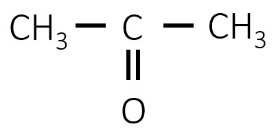 CH₃ — C — CH₃
O